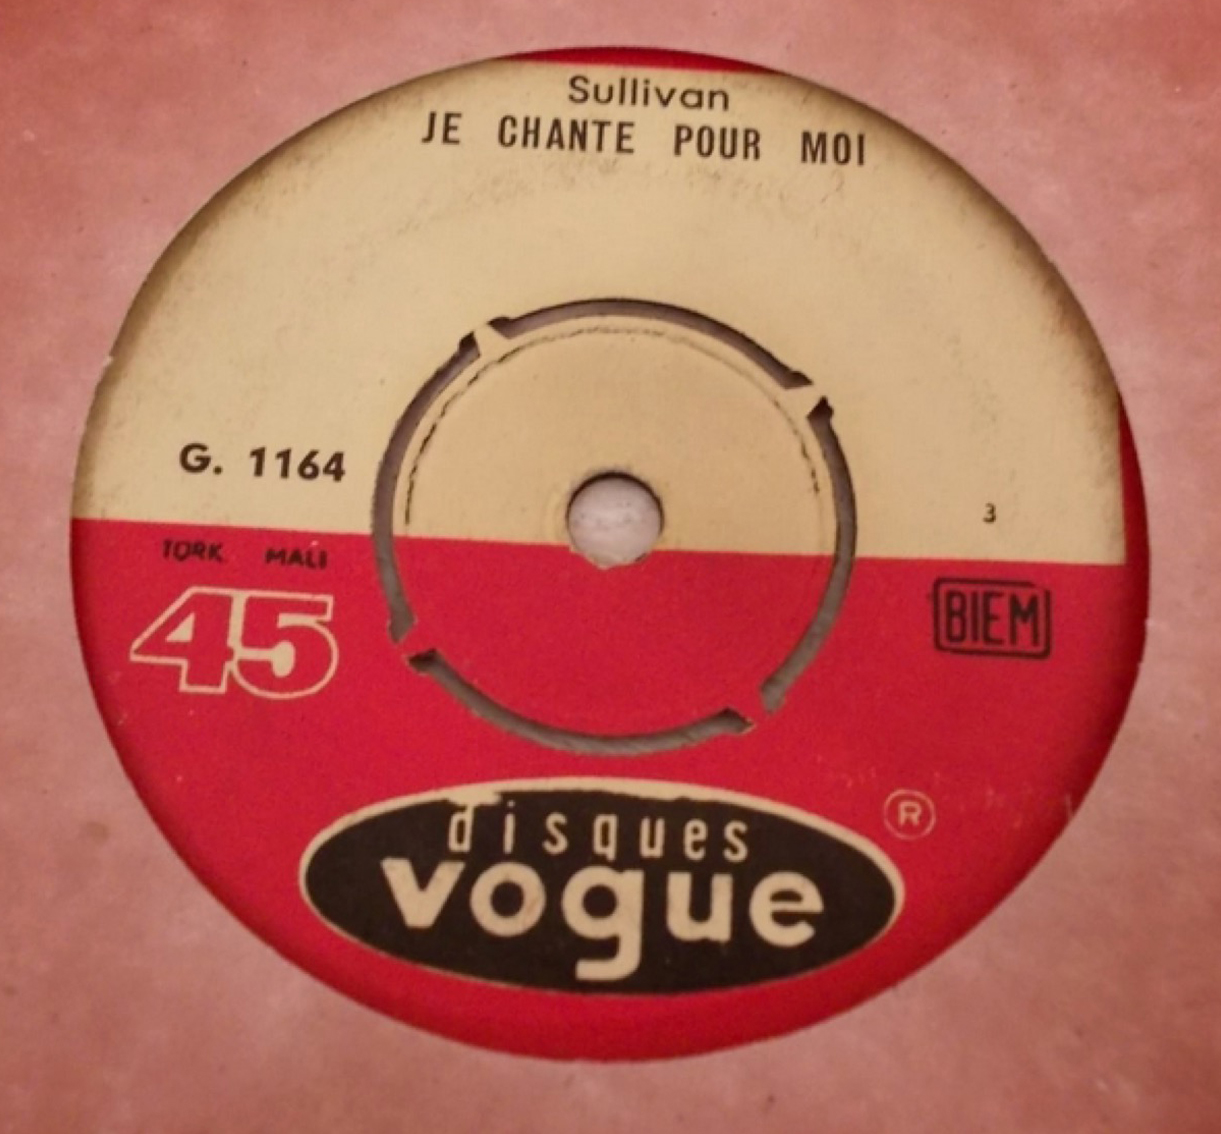 Sullivan
JE CHANTE POUR MOI
G. 1164
3
TÜRK MALI
45
BIEM
disques
®
vogue